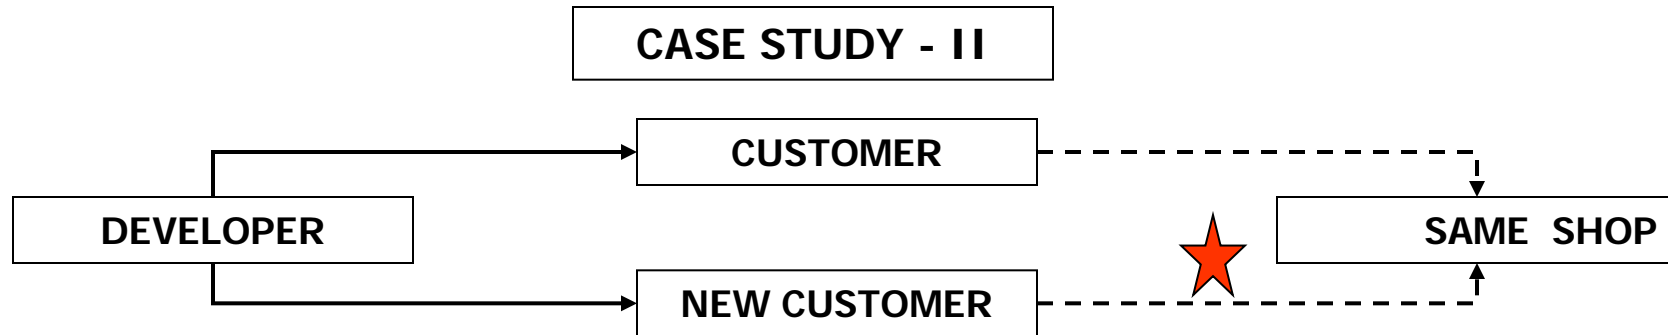 CASE STUDY - II
CUSTOMER
DEVELOPER
SAME SHOP
NEW CUSTOMER